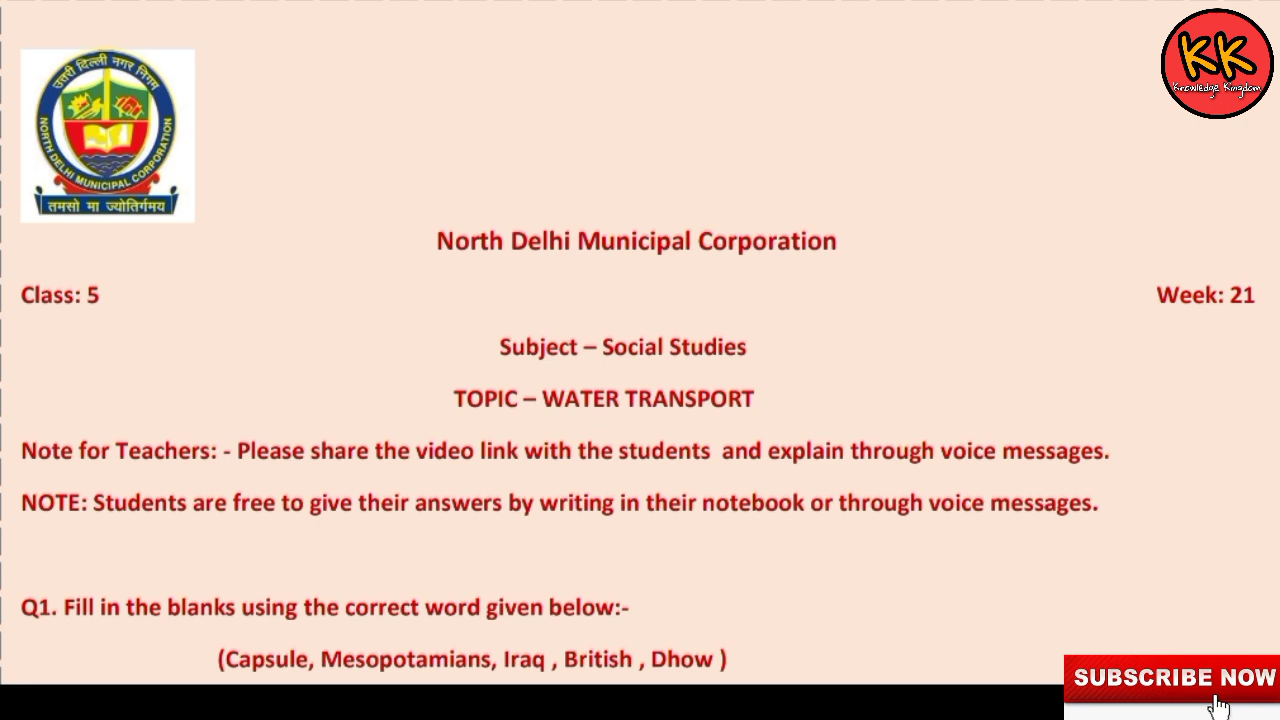 KK
Knowledge Kingdom
उत्तरी दिल्ली नगर निगम
NORTH DELHI MUNICIPAL CORPORATION
तमसो मा ज्योतिर्गमय
North Delhi Municipal Corporation
Class: 5 Week: 21
Subject – Social Studies
TOPIC – WATER TRANSPORT
Note for Teachers: - Please share the video link with the students and explain through voice messages.
NOTE: Students are free to give their answers by writing in their notebook or through voice messages.
Q1. Fill in the blanks using the correct word given below:-
(Capsule, Mesopotamians, Iraq , British , Dhow )
SUBSCRIBE NOW